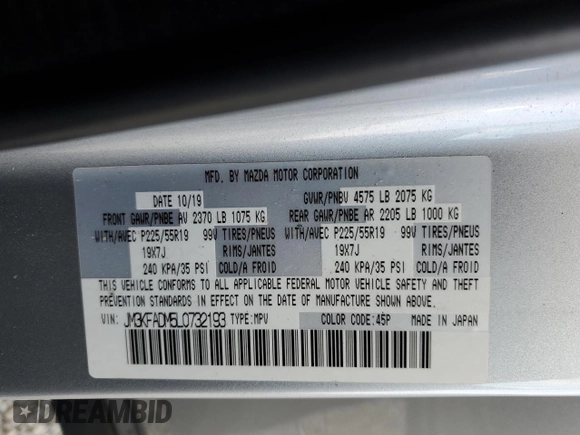 MFD. BY MAZDA MOTOR CORPORATION
DATE 10/19 GVWR/PNBV 4575 LB 2075 KG
FRONT GAWR/PNBE AV 2370 LB 1075 KG REAR GAWR/PNBE AR 2205 LB 1000 KG
WITH/AVEC P225/55R19 99V TIRES/PNEUS WITH/AVEC P225/55R19 99V TIRES/PNEUS
19X7J RIMS/JANTES 19X7J RIMS/JANTES
240 KPA/35 PSI COLD/A FROID 240 KPA/35 PSI COLD/A FROID
THIS VEHICLE CONFORMS TO ALL APPLICABLE FEDERAL MOTOR VEHICLE SAFETY AND THEFT
PREVENTION STANDARDS IN EFFECT ON THE DATE OF MANUFACTURE SHOWN ABOVE.
VIN: JM3KFADM5L0732193 TYPE:MPV COLOR CODE:45P MADE IN JAPAN
DREAMBID